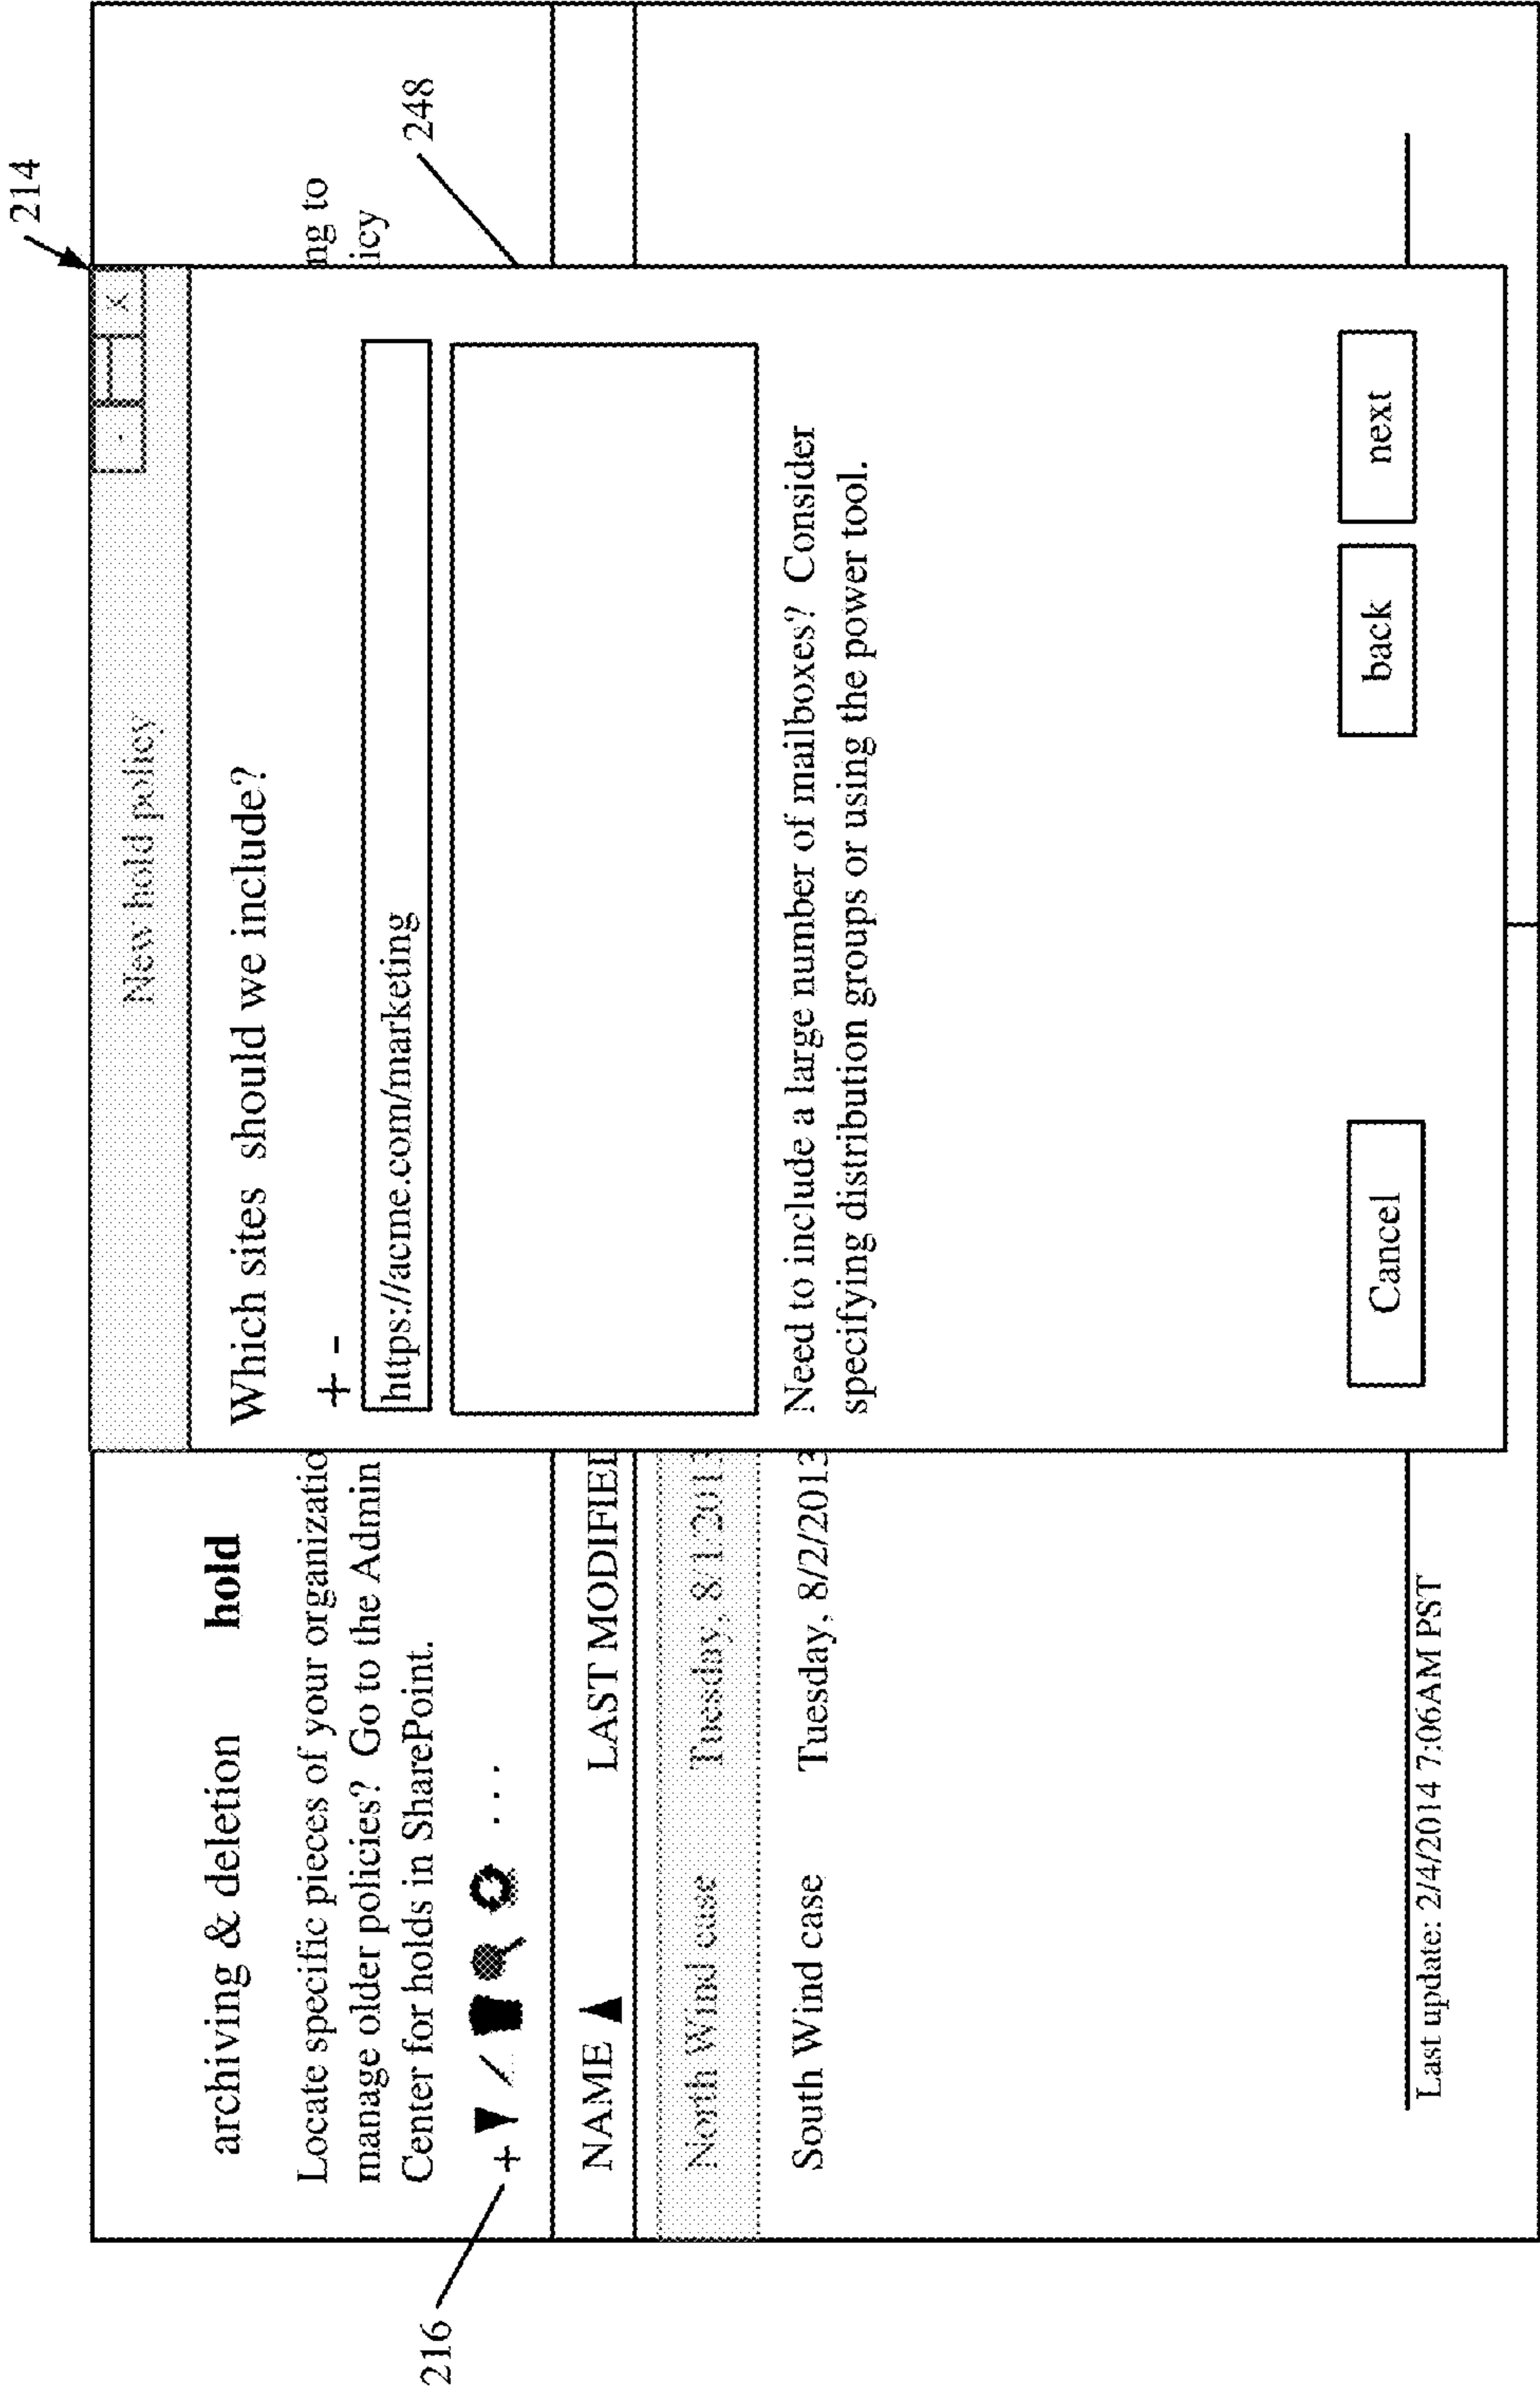 214
archiving & deletion hold
Locate specific pieces of your organizatio
ng to
manage older policies? Go to the Admin
icy
Center for holds in SharePoint.
216
+ ...
248
NAME LAST MODIFIED
North Wind case Tuesday, 8/1/2013
South Wind case Tuesday, 8/2/2013
Last update: 2/4/2014 7:06AM PST
New hold policy
- X
Which sites should we include?
+ -
https://acme.com/marketing
Need to include a large number of mailboxes? Consider
specifying distribution groups or using the power tool.
Cancel back next